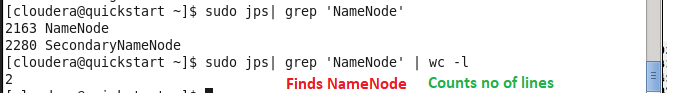 [cloudera@quickstart ~]$ sudo jps| grep 'NameNode'
2163 NameNode
2280 SecondaryNameNode
[cloudera@quickstart ~]$ sudo jps| grep 'NameNode' | wc -l
2
Finds NameNode Counts no of lines